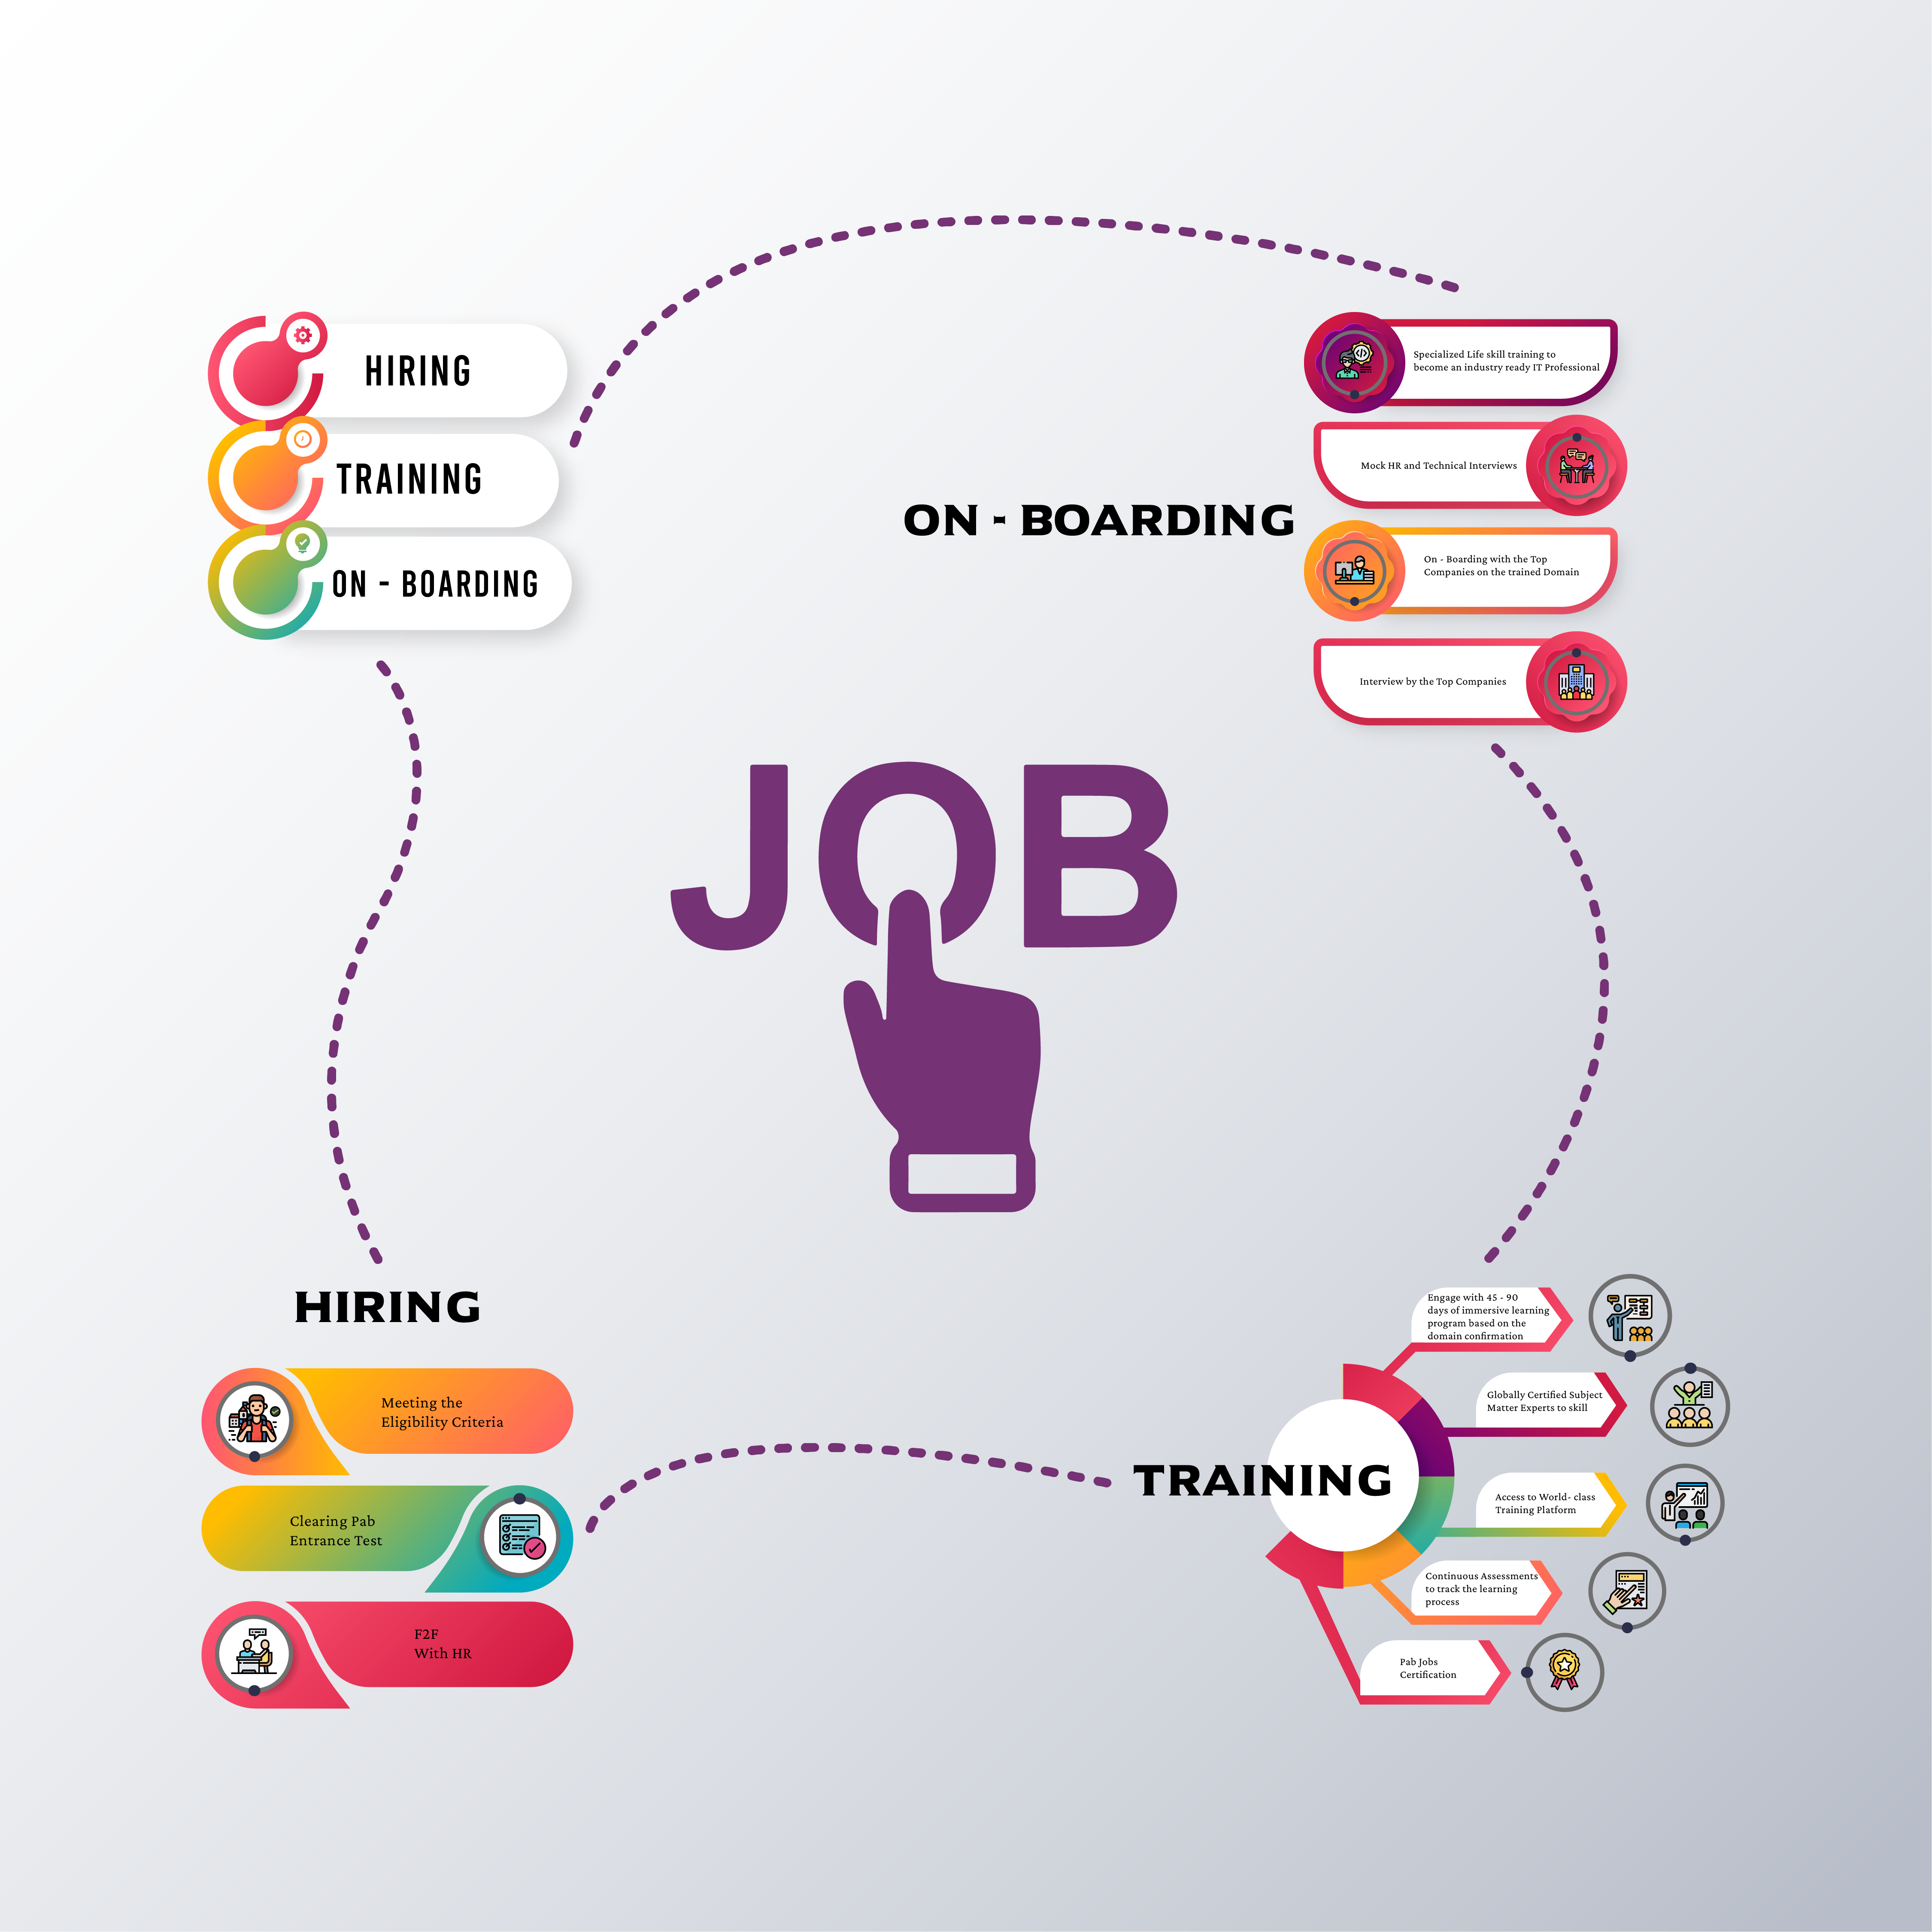 HIRING
TRAINING
ON - BOARDING
ON - BOARDING
Specialized Life skill training to
become an industry ready IT Professional
Mock HR and Technical Interviews
On - Boarding with the Top
Companies on the trained Domain
Interview by the Top Companies
JOB
HIRING
Meeting the
Eligibility Criteria
Clearing Pab
Entrance Test
F2F
With HR
TRAINING
Engage with 45 - 90
days of immersive learning
program based on the
domain confirmation
Globally Certified Subject
Matter Experts to skill
Access to World- class
Training Platform
Continuous Assessments
to track the learning
process
Pab Jobs
Certification